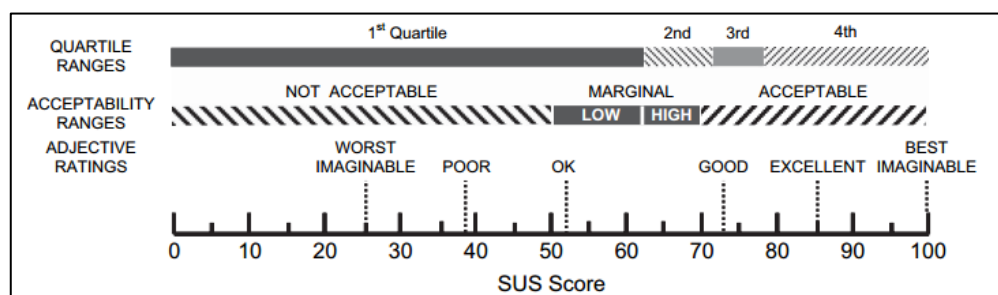 QUARTILE RANGES
1st Quartile 2nd 3rd 4th
ACCEPTABILITY RANGES
NOT ACCEPTABLE MARGINAL ACCEPTABLE
LOW HIGH
ADJECTIVE RATINGS
WORST IMAGINABLE POOR OK GOOD EXCELLENT BEST IMAGINABLE
0 10 20 30 40 50 60 70 80 90 100
SUS Score